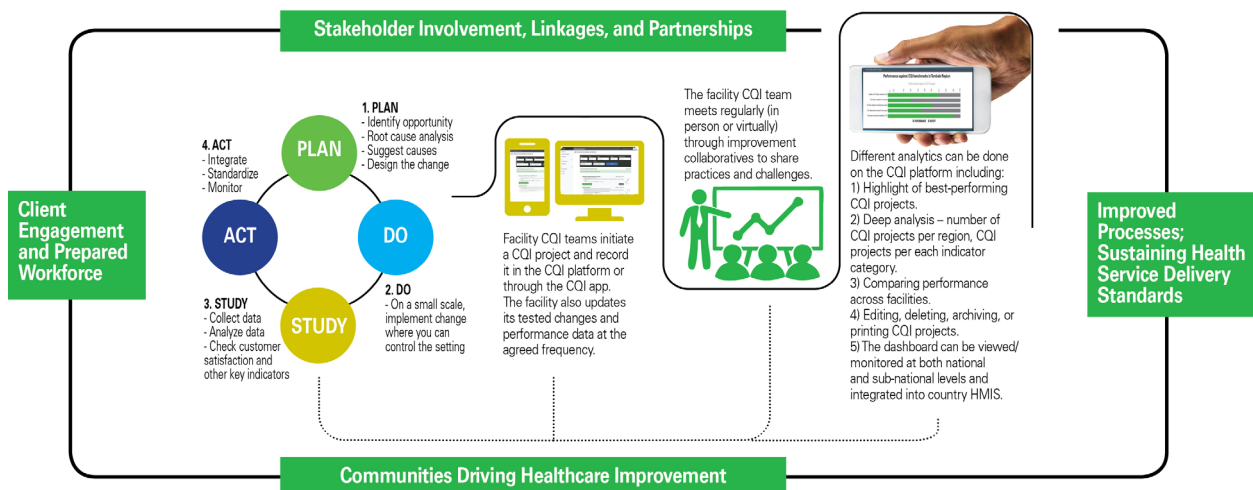 Stakeholder Involvement, Linkages, and Partnerships
Client
Engagement
and Prepared
Workforce
1. PLAN
- Identify opportunity
- Root cause analysis
- Suggest causes
- Design the change
4. ACT
- Integrate
- Standardize
- Monitor
PLAN
ACT
DO
STUDY
3. STUDY
- Collect data
- Analyze data
- Check customer
satisfaction and
other key indicators
2. DO
- On a small scale,
implement change
where you can
control the setting
Facility CQI teams initiate
a CQI project and record
it in the CQI platform or
through the CQI app.
The facility also updates
its tested changes and
performance data at the
agreed frequency.
The facility CQI team
meets regularly (in
person or virtually)
through improvement
collaboratives to share
practices and challenges.
Different analytics can be done
on the CQI platform including:
1) Highlight of best-performing
CQI projects.
2) Deep analysis – number of
CQI projects per region, CQI
projects per each indicator
category.
3) Comparing performance
across facilities.
4) Editing, deleting, archiving, or
printing CQI projects.
5) The dashboard can be viewed/
monitored at both national
and sub-national levels and
integrated into country HMIS.
Improved
Processes;
Sustaining Health
Service Delivery
Standards
Communities Driving Healthcare Improvement